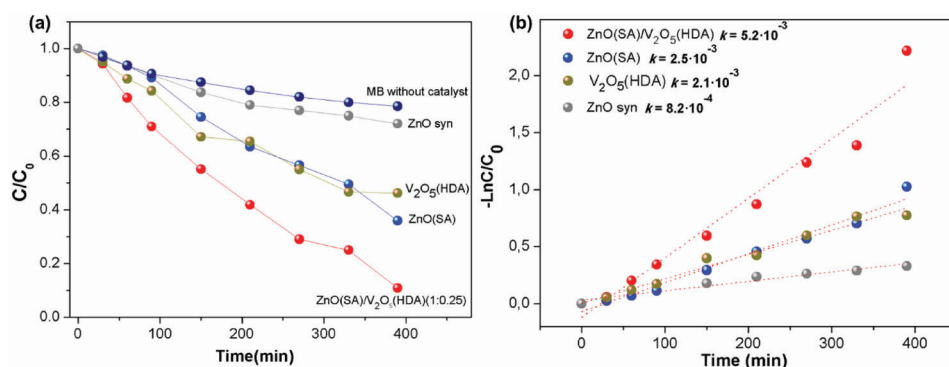 (a)
1.0
0.8
0.6
0.4
0.2
0.0
C/C₀
0
100
200
300
400
Time(min)
MB without catalyst
ZnO syn
V₂O₅(HDA)
ZnO(SA)
ZnO(SA)/V₂O₅(HDA)(1:0.25)
(b)
ZnO(SA)/V₂O₅(HDA) k = 5.2·10⁻³
ZnO(SA) k = 2.5·10⁻³
V₂O₅(HDA) k = 2.1·10⁻³
ZnO syn k = 8.2·10⁻⁴
2,0
1,5
1,0
0,5
0,0
-LnC/C₀
0
100
200
300
400
Time (min)